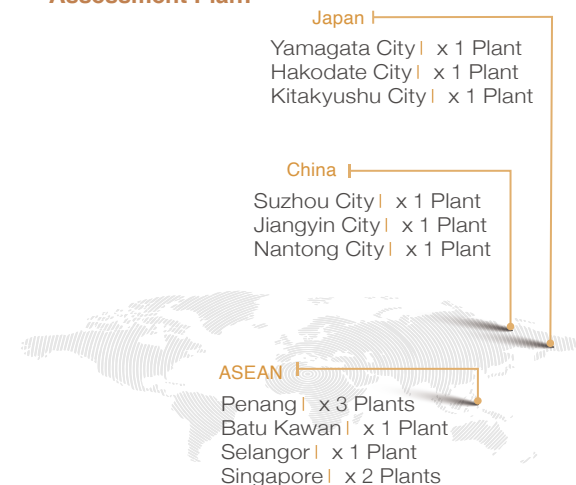 Assessment Plan:
Japan
Yamagata City | x 1 Plant
Hakodate City | x 1 Plant
Kitakyushu City | x 1 Plant
China
Suzhou City | x 1 Plant
Jiangyin City | x 1 Plant
Nantong City | x 1 Plant
ASEAN
Penang | x 3 Plants
Batu Kawan | x 1 Plant
Selangor | x 1 Plant
Singapore | x 2 Plants